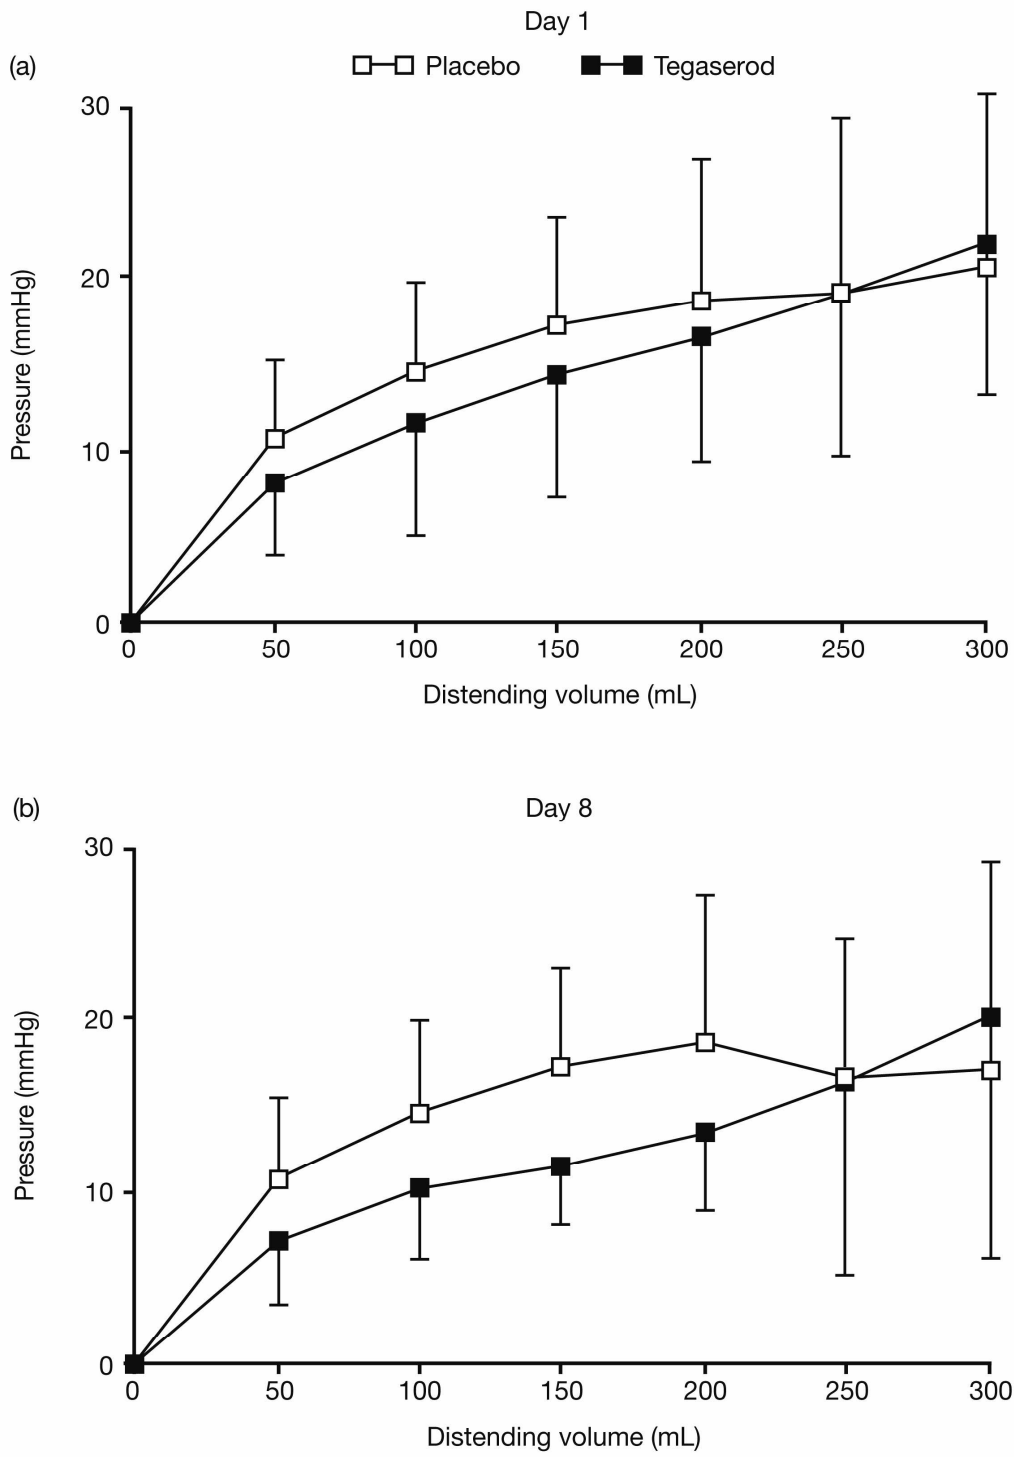 Day 1
(a)
Placebo Tegaserod
30
20
10
0
Pressure (mmHg)
0 50 100 150 200 250 300
Distending volume (mL)
(b)
Day 8
30
20
10
0
Pressure (mmHg)
0 50 100 150 200 250 300
Distending volume (mL)